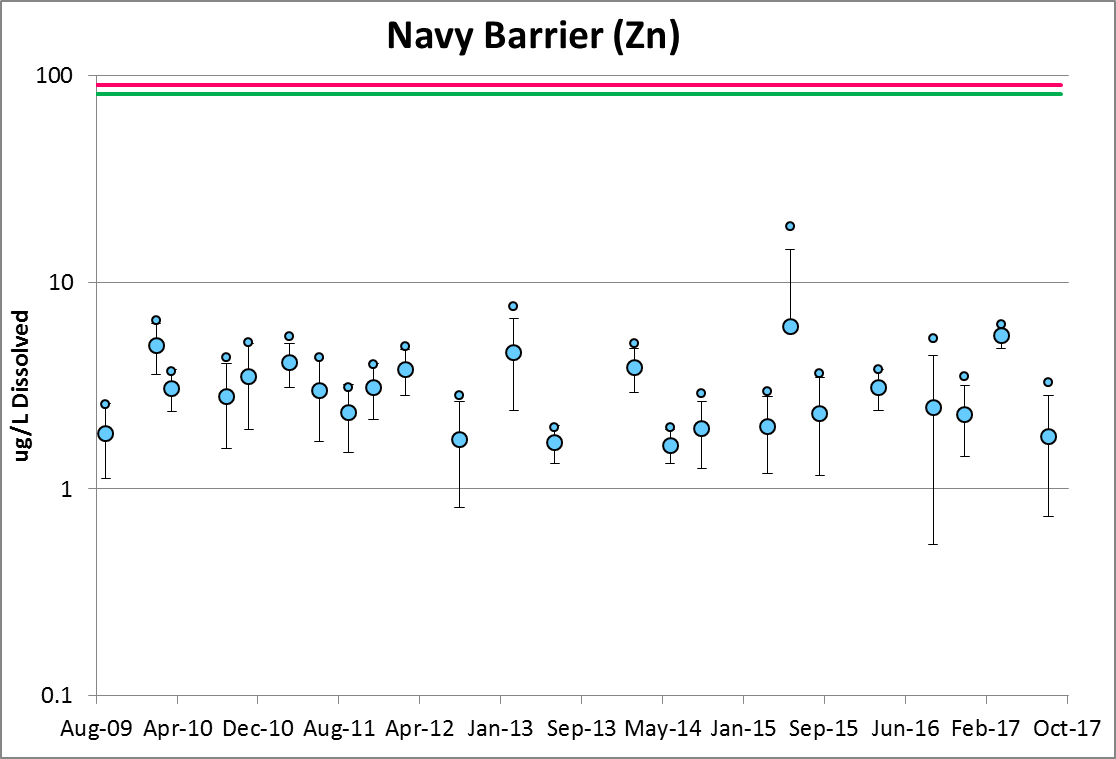 Navy Barrier (Zn)
100
10
1
0.1
ug/L Dissolved
Aug-09 Apr-10 Dec-10 Aug-11 Apr-12 Jan-13 Sep-13 May-14 Jan-15 Sep-15 Jun-16 Feb-17 Oct-17